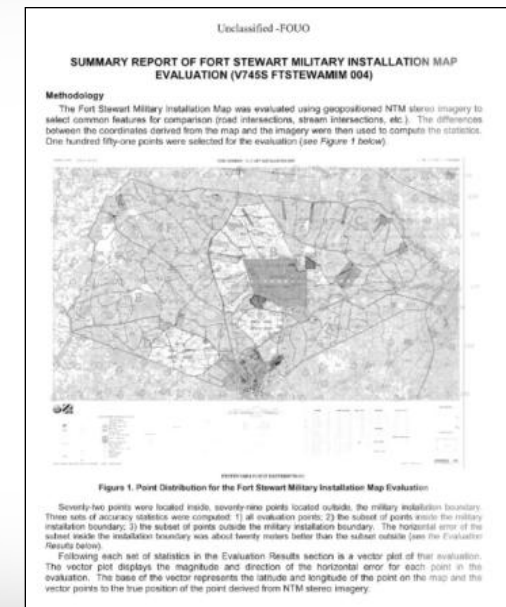 Unclassified -FOUO
SUMMARY REPORT OF FORT STEWART MILITARY INSTALLATION MAP
EVALUATION (V745S FTSTEWAMIM 004)
Methodology
The Fort Stewart Military Installation Map was evaluated using geopositioned NTM stereo imagery to
select common features for comparison (road intersections, stream intersections, etc.). The differences
between the coordinates derived from the map and the imagery were then used to compute the statistics.
One hundred fifty-one points were selected for the evaluation (see Figure 1 below).
Figure 1. Point Distribution for the Fort Stewart Military Installation Map Evaluation
Seventy-two points were located inside, seventy-nine points located outside, the military installation boundary.
Three sets of accuracy statistics were computed: 1) all evaluation points; 2) the subset of points inside the military
installation boundary; 3) the subset of points outside the military installation boundary. The horizontal error of the
subset inside the installation boundary was about twenty meters better than the subset outside (see the Evaluation
Results below).
Following each set of statistics in the Evaluation Results section is a vector plot of that evaluation.
The vector plot displays the magnitude and direction of the horizontal error for each point in the
evaluation. The base of the vector represents the latitude and longitude of the point on the map and the
vector points to the true position of the point derived from NTM stereo imagery.